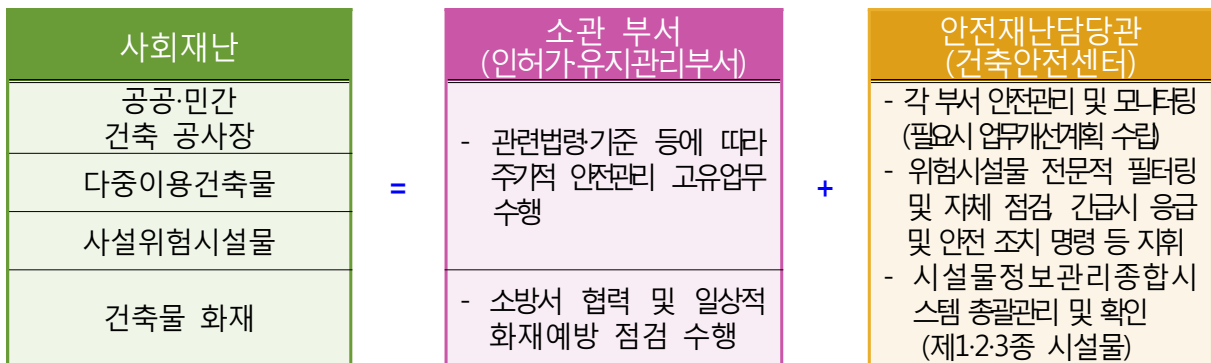 사회재난
공공·민간
건축 공사장
다중이용건축물
사설위험시설물
건축물 화재
=
소관 부서
(인허가·유지관리부서)
- 관련법령·기준 등에 따라
주기적 안전관리 고유업무
수행
- 소방서 협력 및 일상적
화재예방 점검 수행
+
안전재난담당관
(건축안전센터)
- 각 부서 안전관리 및 모니터링
(필요시 업무개선계획 수립)
- 위험시설물 전문적 필터링
및 자체 점검, 긴급시 응급
및 안전 조치 명령 등 지휘
- 시설물정보관리종합시
스템 총괄관리 및 확인
(제1·2·3종 시설물)